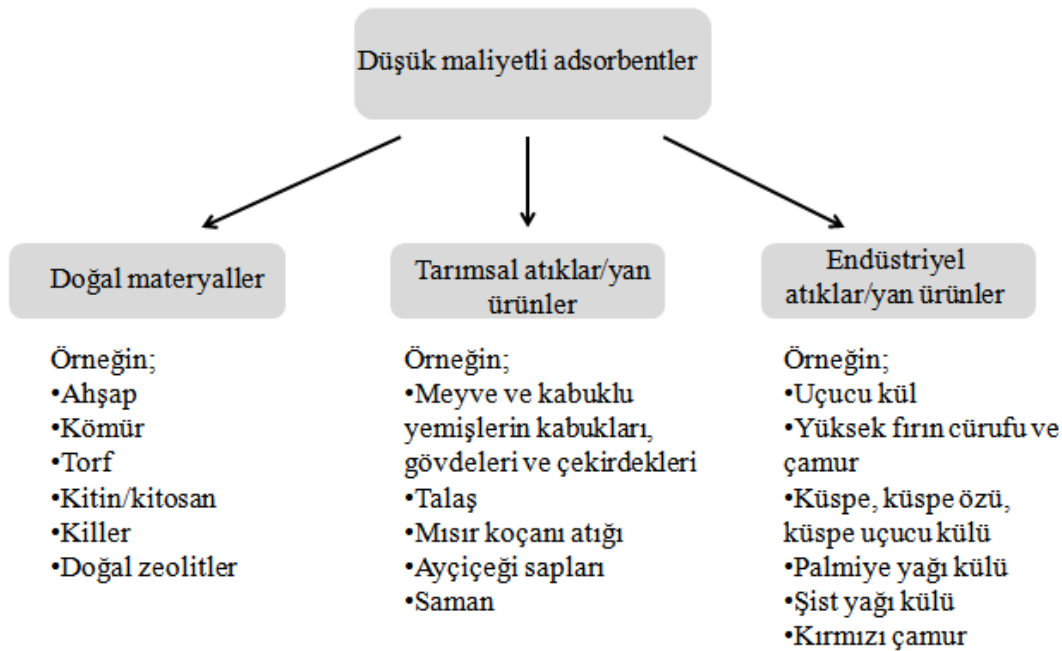 Düşük maliyetli adsorbentler
Doğal materyaller
Örneğin;
•Ahşap
•Kömür
•Torf
•Kitin/kitosan
•Killer
•Doğal zeolitler
Tarımsal atıklar/yan
ürünler
Örneğin;
•Meyve ve kabuklu
yemişlerin kabukları,
gövdeleri ve çekirdekleri
•Talaş
•Mısır koçanı atığı
•Ayçiçeği sapları
•Saman
Endüstriyel
atıklar/yan ürünler
Örneğin;
•Uçucu kül
•Yüksek fırın cürufu ve
çamur
•Küspe, küspe özü,
küspe uçucu külü
•Palmiye yağı külü
•Şist yağı külü
•Kırmızı çamur